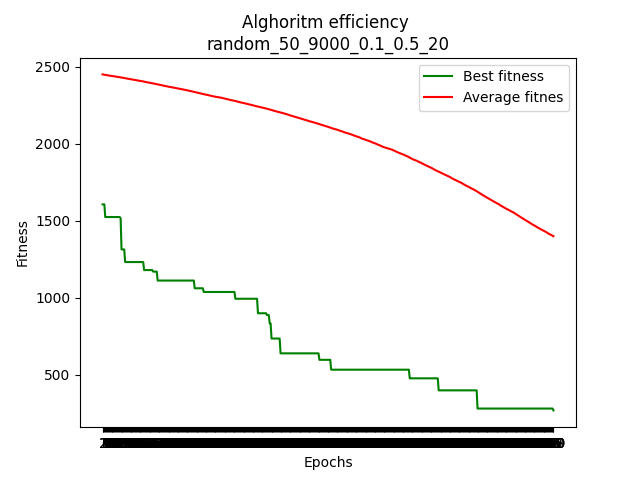 Alghoritm efficiency
random_50_9000_0.1_0.5_20
Best fitness
Average fitnes
2500
2000
1500
1000
500
Fitness
Epochs